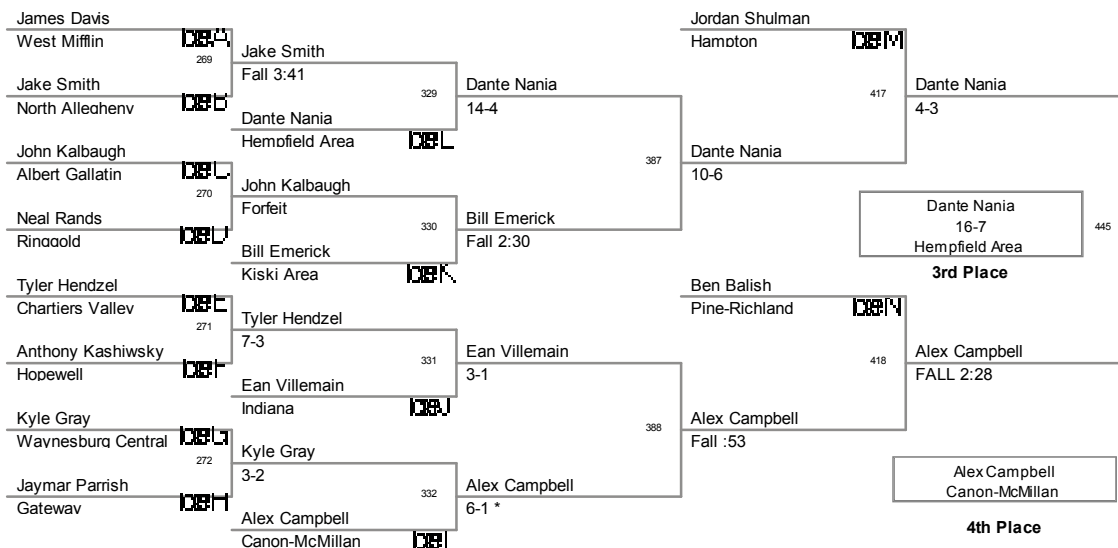 James Davis
West Mifflin
269
Jake Smith
North Allegheny
Jake Smith
Fall 3:41
329
Dante Nania
Hempfield Area
Dante Nania
14-4
John Kalbaugh
Albert Gallatin
270
Neal Rands
Ringgold
John Kalbaugh
Forfeit
330
Bill Emerick
Kiski Area
Bill Emerick
Fall 2:30
387
Dante Nania
10-6
Jordan Shulman
Hampton
417
Dante Nania
4-3
Dante Nania
16-7
Hempfield Area
445
3rd Place
Tyler Hendzel
Chartiers Valley
271
Anthony Kashiwsky
Hopewell
Tyler Hendzel
7-3
331
Ean Villemain
Indiana
Ean Villemain
3-1
Kyle Gray
Waynesburg Central
272
Jaymar Parrish
Gateway
Kyle Gray
3-2
332
Alex Campbell
Canon-McMillan
Alex Campbell
6-1 *
388
Alex Campbell
Fall :53
Ben Balish
Pine-Richland
418
Alex Campbell
FALL 2:28
Alex Campbell
Canon-McMillan
4th Place